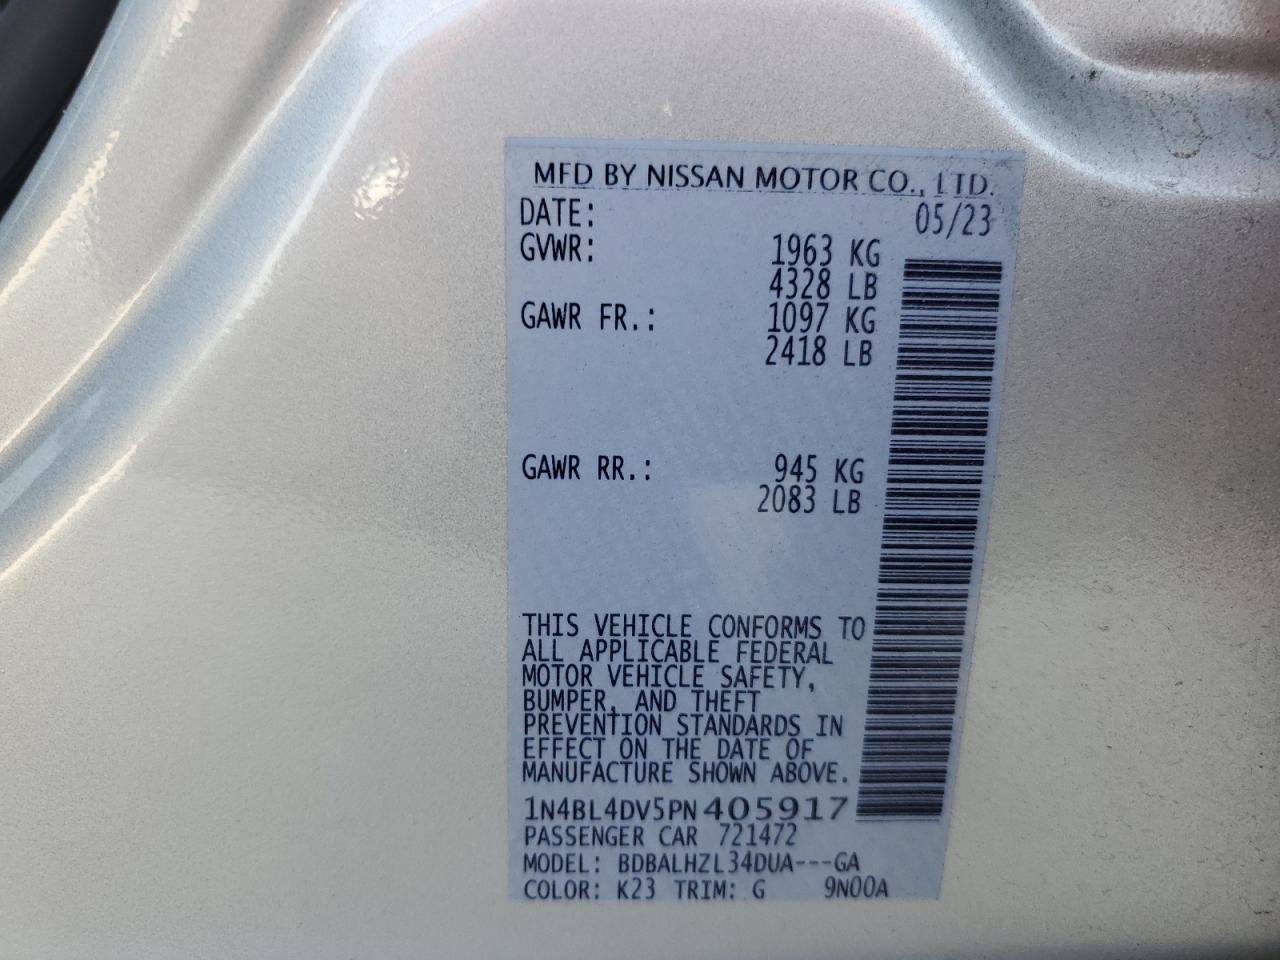 MFD BY NISSAN MOTOR CO., LTD.
DATE: 05/23
GVWR: 1963 KG
4328 LB
GAWR FR.: 1097 KG
2418 LB
GAWR RR.: 945 KG
2083 LB
THIS VEHICLE CONFORMS TO
ALL APPLICABLE FEDERAL
MOTOR VEHICLE SAFETY,
BUMPER, AND THEFT
PREVENTION STANDARDS IN
EFFECT ON THE DATE OF
MANUFACTURE SHOWN ABOVE.
1N4BL4DV5PN405917
PASSENGER CAR 721472
MODEL: BDBALHZL34DUA---GA
COLOR: K23 TRIM: G 9N00A